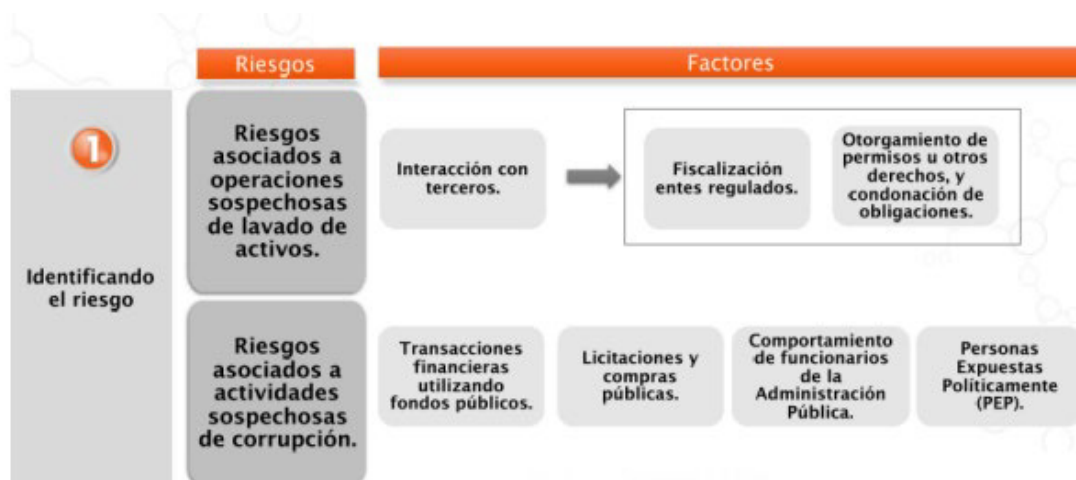 Riesgos
Factores
1
Identificando
el riesgo
Riesgos
asociados a
operaciones
sospechosas
de lavado de
activos.
Interacción con
terceros.
Fiscalización
entes regulados.
Otorgamiento de
permisos u otros
derechos, y
condonación de
obligaciones.
Riesgos
asociados a
actividades
sospechosas
de corrupción.
Transacciones
financieras
utilizando
fondos públicos.
Licitaciones y
compras
públicas.
Comportamiento
de funcionarios
de la
Administración
Pública.
Personas
Expuestas
Políticamente
(PEP).